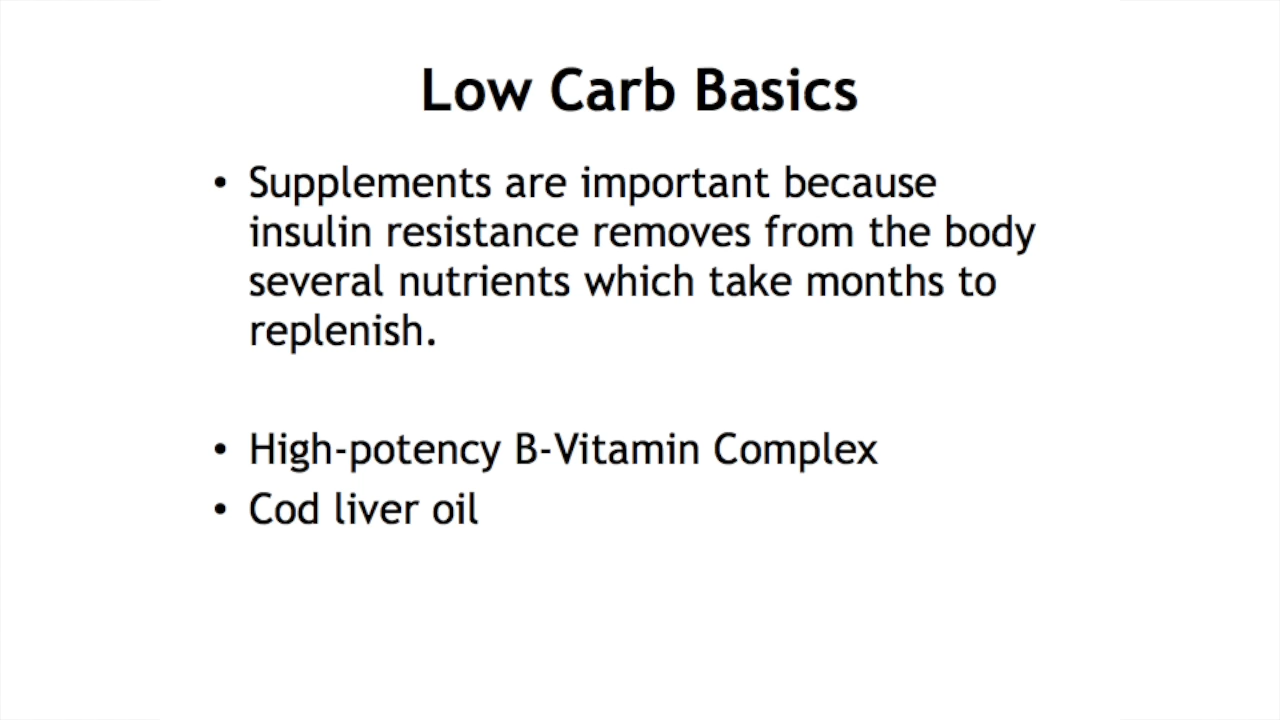 Low Carb Basics
• Supplements are important because
insulin resistance removes from the body
several nutrients which take months to
replenish.
• High-potency B-Vitamin Complex
• Cod liver oil